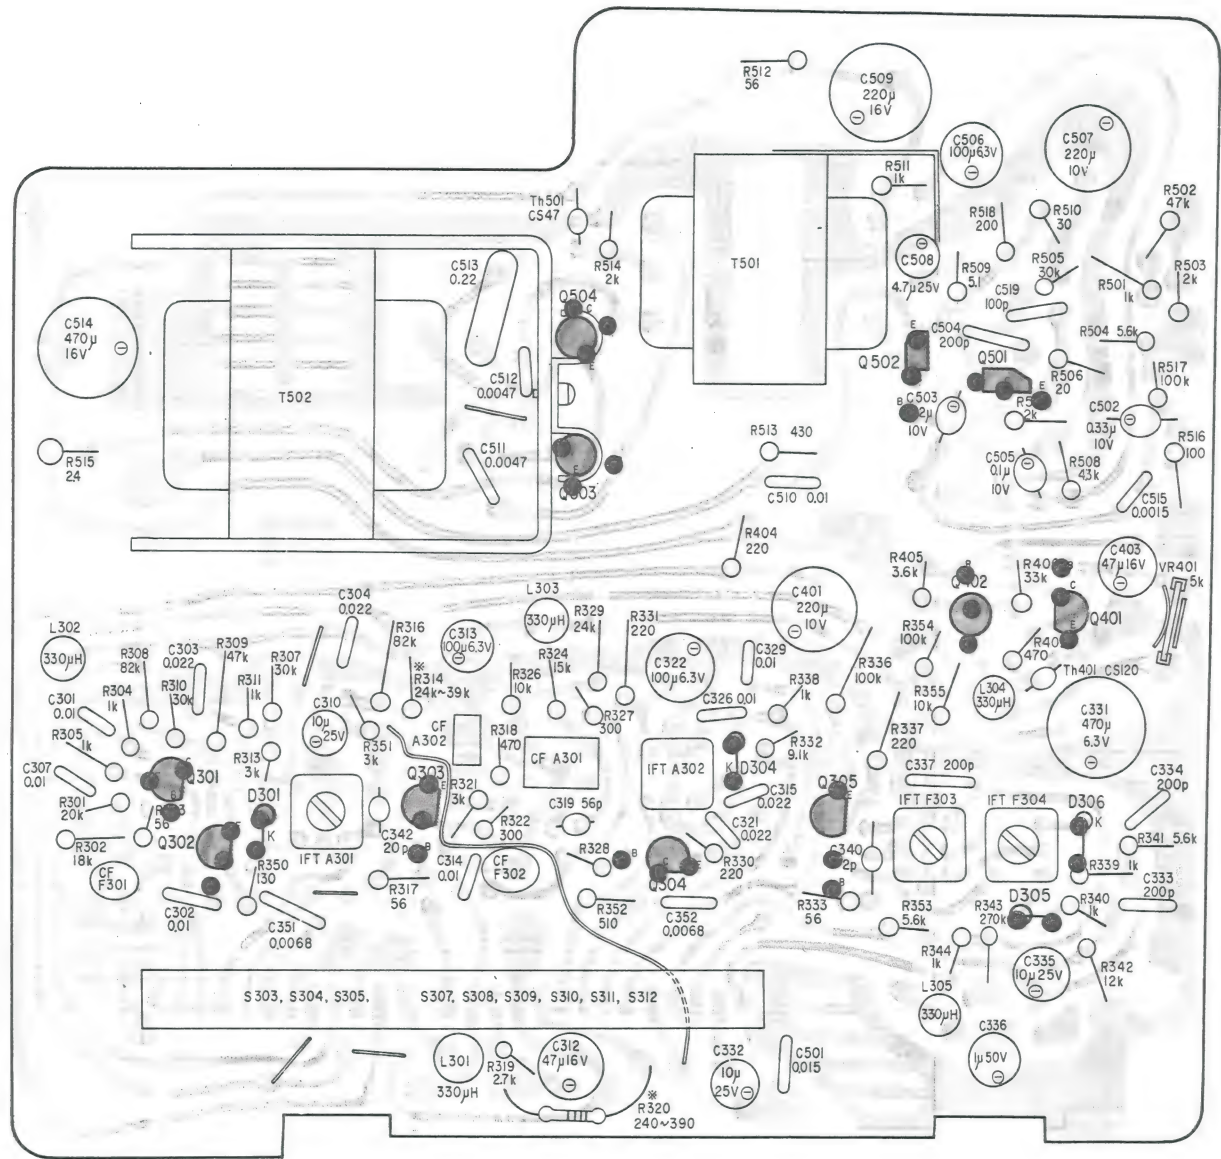 R512
56
C509
220μ
16V
⊖
C506
100μ6.3V
⊖
C507
220μ
10V
⊖
R511
1k
R502
47k
Th501
CS47
R518
200
R510
30
C508
4.7μ25V
⊖
T501
R514
2k
C513
0.22
R509
5.1
R505
30k
R503
2k
R501
1k
C519
100p
Q504
C
E
C514
470μ
16V
⊖
T502
C504
200p
R504 5.6k
E
Q502
B
Q501
E
R506
20
R517
100k
C512
0.0047
C503
2μ
10V
⊖
2k
C502
0.33μ
10V
⊖
R516
100
R513 430
C511
0.0047
R515
2.4
E
C505
0.1μ
10V
⊖
R508
43k
C510 0.01
C515
0.0015
R404
220
C403
47μ16V
⊖
VR401
5k
R405
3.6k
33k
Q401
C
E
C304
0.022
L303
330μH
R329
24k
R331
220
C401
220μ
10V
⊖
R354
100k
470
Th401 CS120
L302
330μH
R316
82k
C313
100μ6.3V
⊖
R308
82k
C303
0.022
R309
47k
R307
30k
※
R314
24k~39k
R324
15k
C322
100μ6.3V
⊖
C329
0.01
R336
100k
R304
1k
R310
30k
R311
11k
C310
10μ
25V
⊖
R326
10k
C326 0.01
R338
1k
R355
10k
L304
330μH
C301
0.01
R305
1k
R351
3k
CF
A302
R318
470
CF A301
R327
300
R337
220
C331
470μ
6.3V
⊖
R313
3k
IFT A302
D304
K
R332
9.1k
C307
0.01
Q301
R301
20k
D301
K
Q303
E
B
R321
3k
C315
0.022
Q305
C337 200p
C334
200p
56
Q302
R302
18k
IFT A301
C342
20p
C319 56p
R322
300
C321
0.022
IFT F303
IFT F304
D306
K
R341 5.6k
CF
F301
R350
130
C314
0.01
CF
F302
R328
B
R330
220
C340
2p
R339
1k
Q304
R317
56
R352
510
C352
0.0068
R333
56
B
R353
5.6k
R343
270k
D305
R340
1k
C333
200p
C302
0.01
C351
0.0068
R344
1k
C335
10μ25V
⊖
R342
12k
S303, S304, S305, S307, S308, S309, S310, S311, S312
L305
330μH
L301
330μH
R319
2.7k
C312
47μ16V
⊖
C332
10μ
25V⊖
C501
0.015
C336
1μ50V
⊖
※
R320
240~390